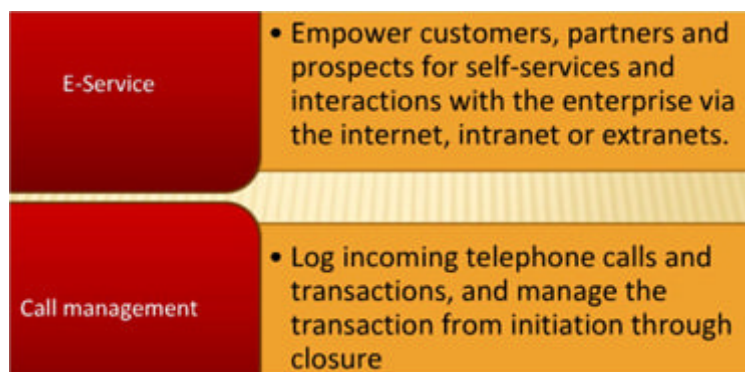 E-Service
• Empower customers, partners and
prospects for self-services and
interactions with the enterprise via
the internet, intranet or extranets.
Call management
• Log incoming telephone calls and
transactions, and manage the
transaction from initiation through
closure